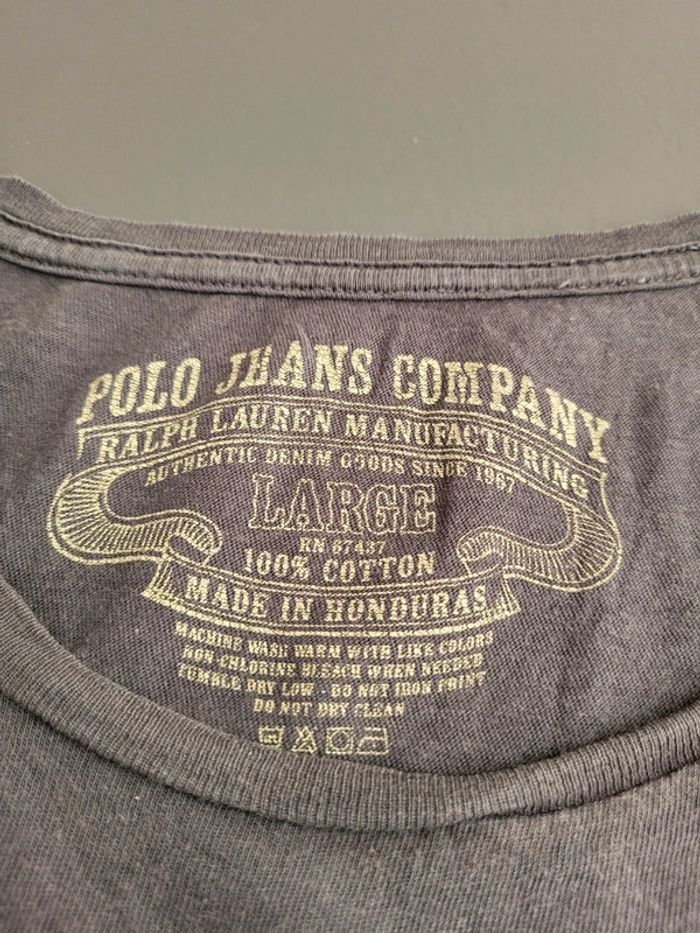 POLO JEANS COMPANY
RALPH LAUREN MANUFACTURING
AUTHENTIC DENIM GOODS SINCE 1967
LARGE
RN 67437
100% COTTON
MADE IN HONDURAS
MACHINE WASH WARM WITH LIKE COLORS
NON-CHLORINE BLEACH WHEN NEEDED
TUMBLE DRY LOW - DO NOT IRON PRINT
DO NOT DRY CLEAN